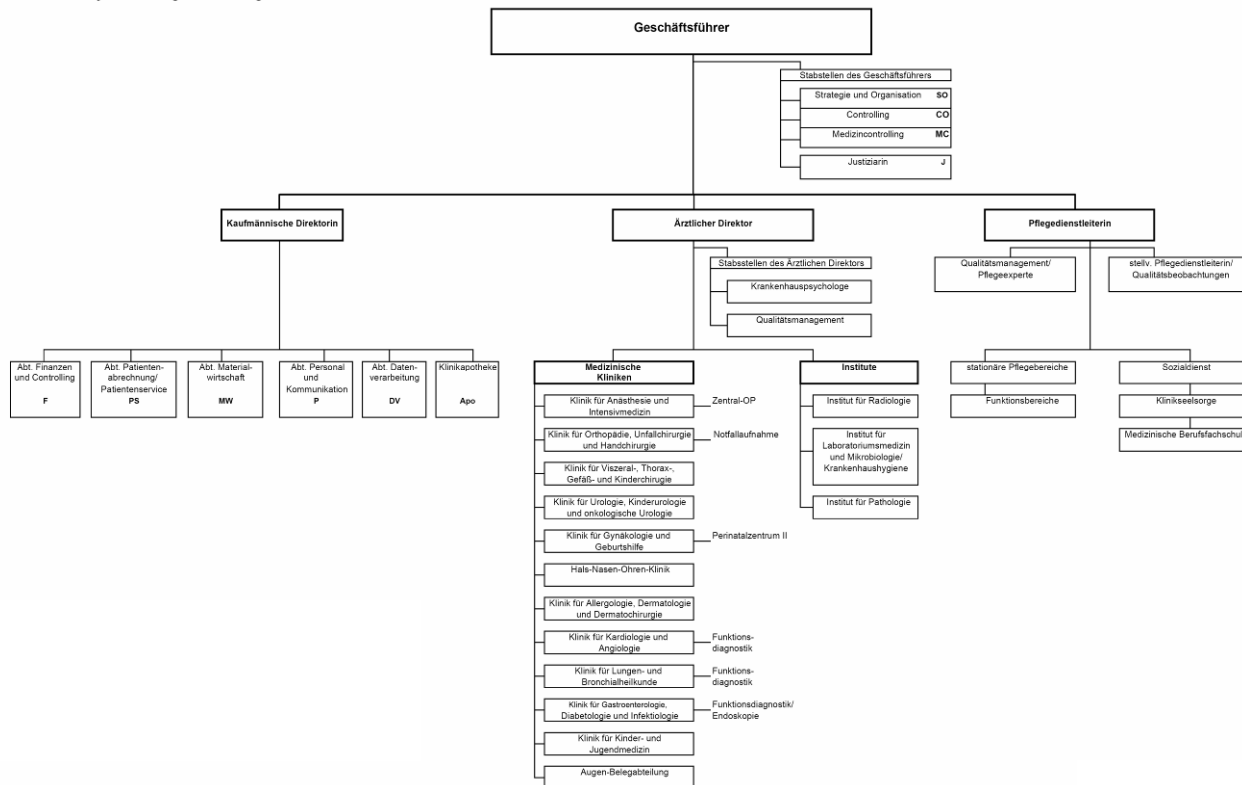 Geschäftsführer
Stabstellen des Geschäftsführers
Strategie und Organisation SO
Controlling CO
Medizincontrolling MC
Justiziarin J
Kaufmännische Direktorin
Ärztlicher Direktor
Pflegedienstleiterin
Stabsstellen des Ärztlichen Direktors
Krankenhauspsychologe
Qualitätsmanagement
Qualitätsmanagement/
Pflegeexperte
stellv. Pflegedienstleiterin/
Qualitätsbeobachtungen
Abt. Finanzen
und Controlling
F
Abt. Patienten-
abrechnung/
Patientenservice
PS
Abt. Material-
wirtschaft
MW
Abt. Personal
und
Kommunikation
P
Abt. Daten-
verarbeitung
DV
Klinikapotheke
Apo
Medizinische
Kliniken
Klinik für Anästhesie und
Intensivmedizin
Zentral-OP
Klinik für Orthopädie, Unfallchirurgie
und Handchirurgie
Notfallaufnahme
Klinik für Viszeral-, Thorax-,
Gefäß- und Kinderchirugie
Klinik für Urologie, Kinderurologie
und onkologische Urologie
Klinik für Gynäkologie und
Geburtshilfe
Perinatalzentrum II
Hals-Nasen-Ohren-Klinik
Klinik für Allergologie, Dermatologie
und Dermatochirurgie
Klinik für Kardiologie und
Angiologie
Funktions-
diagnostik
Klinik für Lungen- und
Bronchialheilkunde
Funktions-
diagnostik
Klinik für Gastroenterologie,
Diabetologie und Infektiologie
Funktionsdiagnostik/
Endoskopie
Klinik für Kinder- und
Jugendmedizin
Augen-Belegabteilung
Institute
Institut für Radiologie
Institut für
Laboratoriumsmedizin
und Mikrobiologie/
Krankenhaushygiene
Institut für Pathologie
stationäre Pflegebereiche
Funktionsbereiche
Sozialdienst
Klinikseelsorge
Medizinische Berufsfachschul